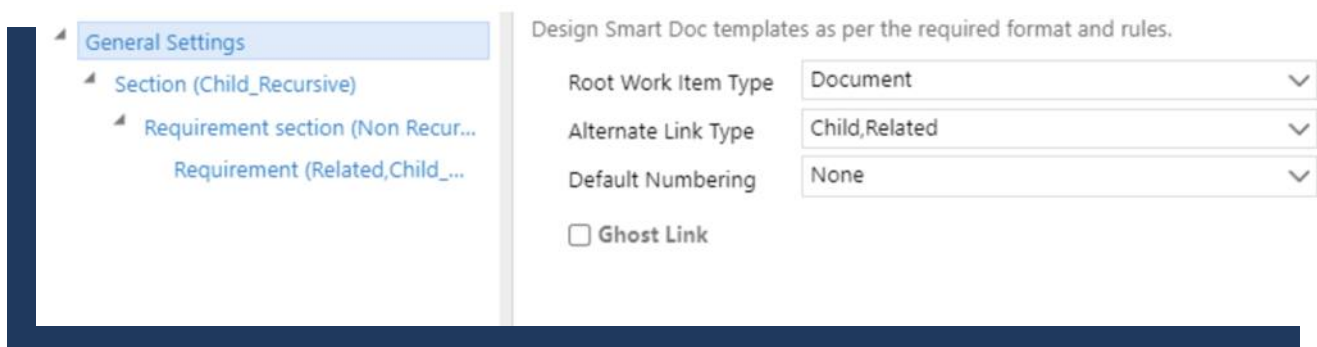 General Settings
Section (Child_Recursive)
Requirement section (Non Recur...
Requirement (Related,Child_...
Design Smart Doc templates as per the required format and rules.
Root Work Item Type Document
Alternate Link Type Child,Related
Default Numbering None
Ghost Link